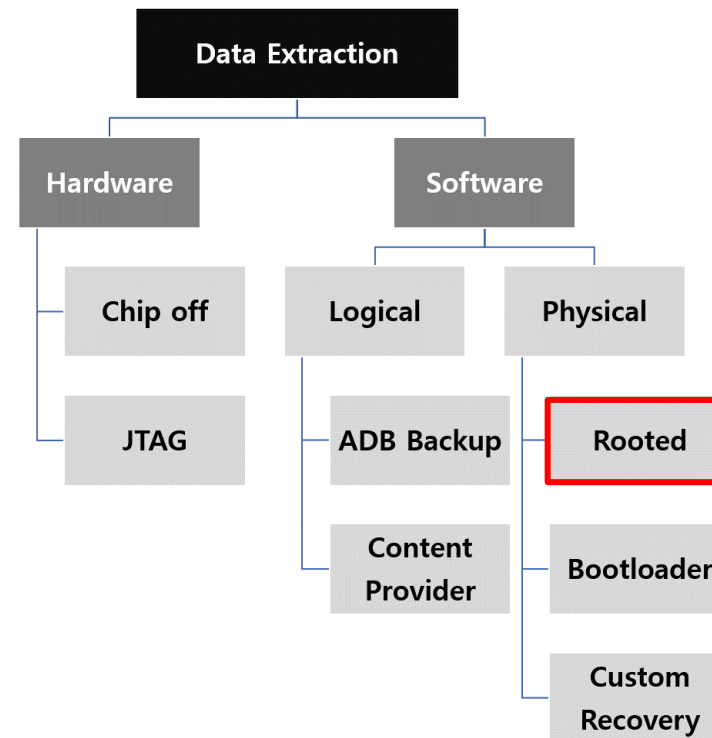 Data Extraction
Hardware
Software
Chip off
Logical
Physical
JTAG
ADB Backup
Rooted
Content
Provider
Bootloader
Custom
Recovery